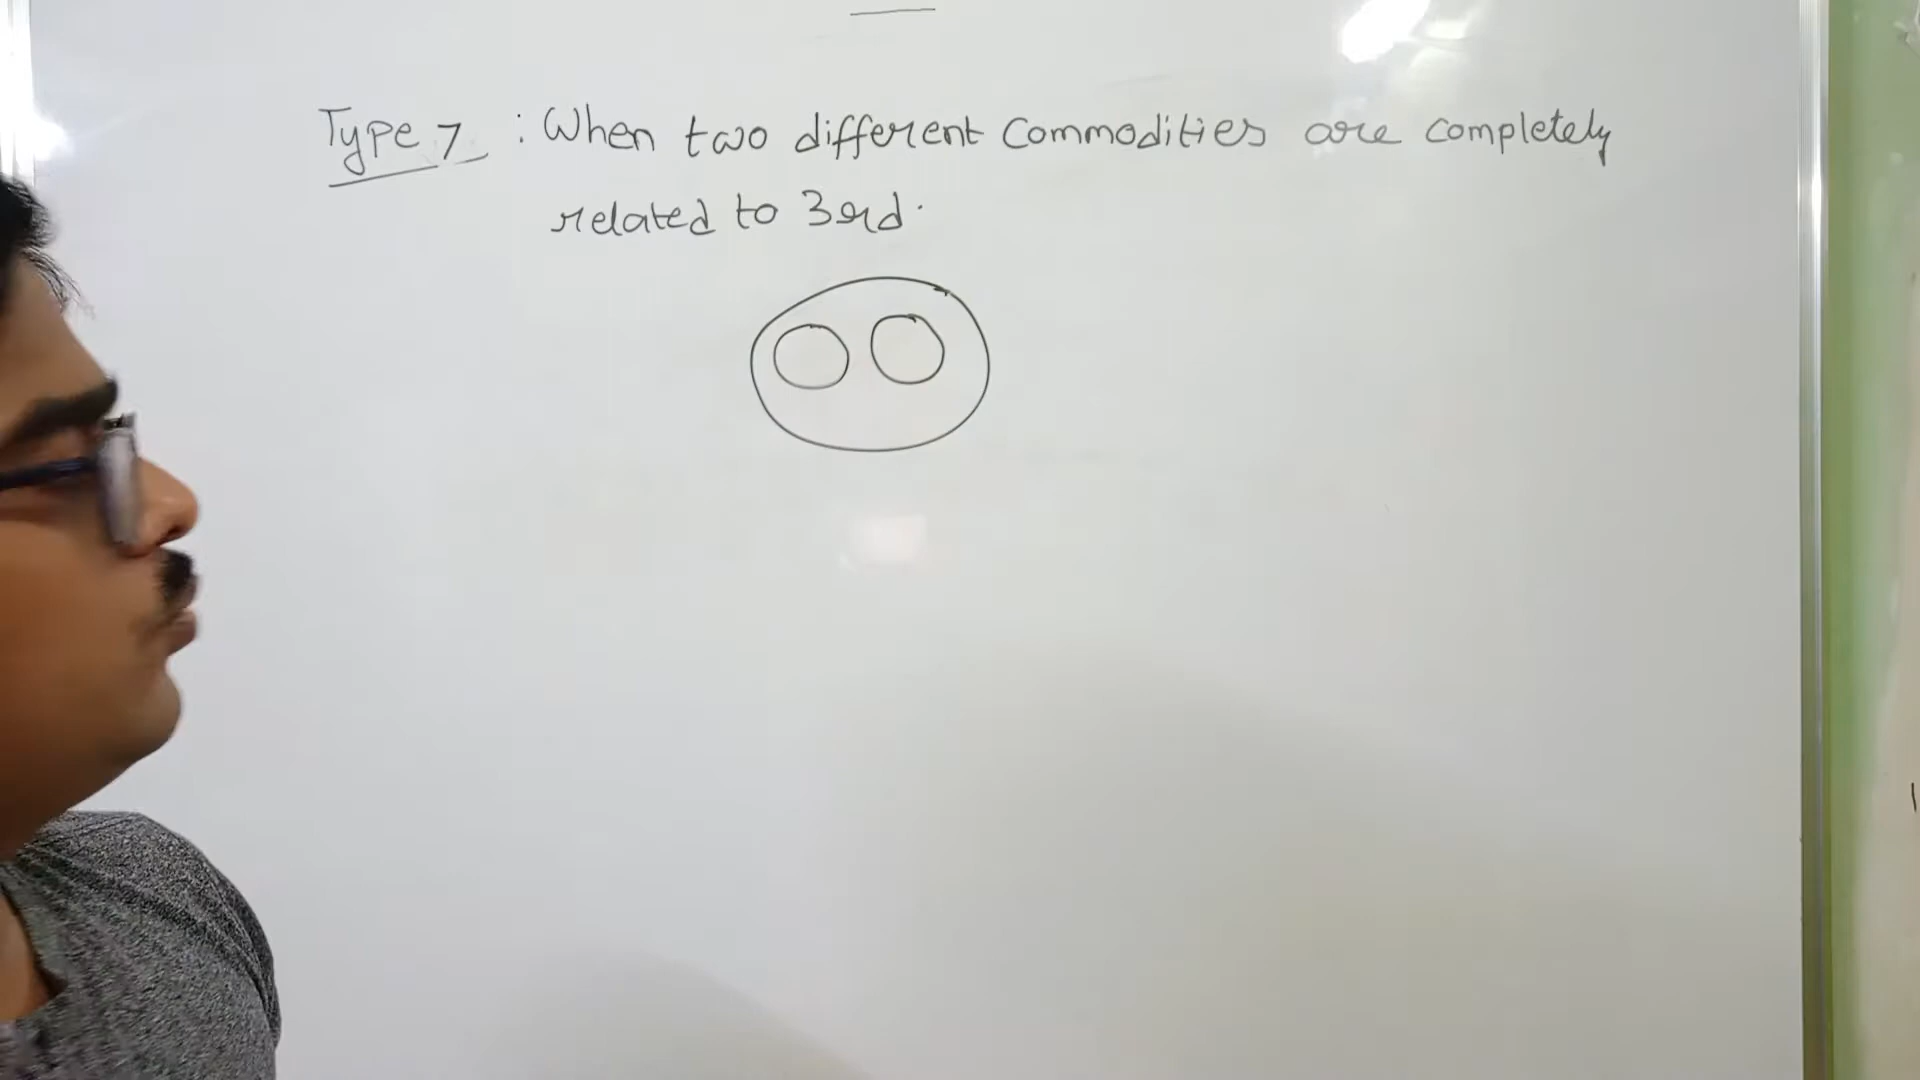 Type 7 : When two different Commodities are completely
related to 3rd.